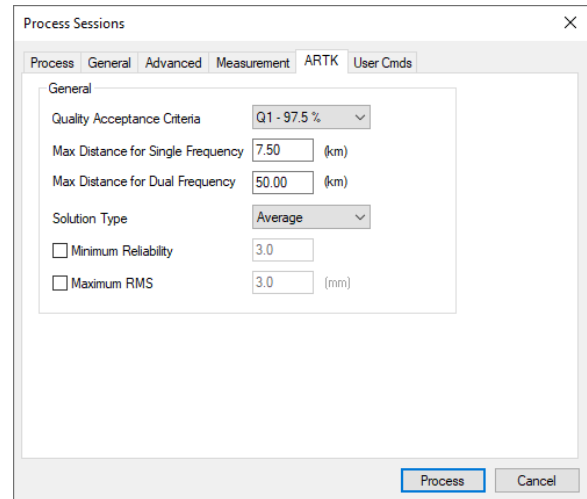 Process Sessions
Process General Advanced Measurement ARTK User Cmds
General
Quality Acceptance Criteria Q1 - 97.5 %
Max Distance for Single Frequency 7.50 (km)
Max Distance for Dual Frequency 50.00 (km)
Solution Type Average
Minimum Reliability 3.0
Maximum RMS 3.0 (mm)
Process Cancel